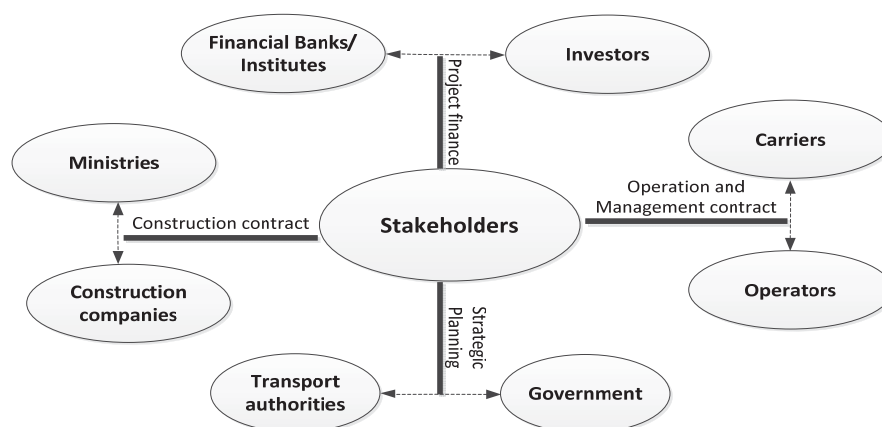 Financial Banks/
Institutes
Investors
Project finance
Ministries
Carriers
Construction contract
Stakeholders
Operation and
Management contract
Construction
companies
Operators
Strategic
Planning
Transport
authorities
Government